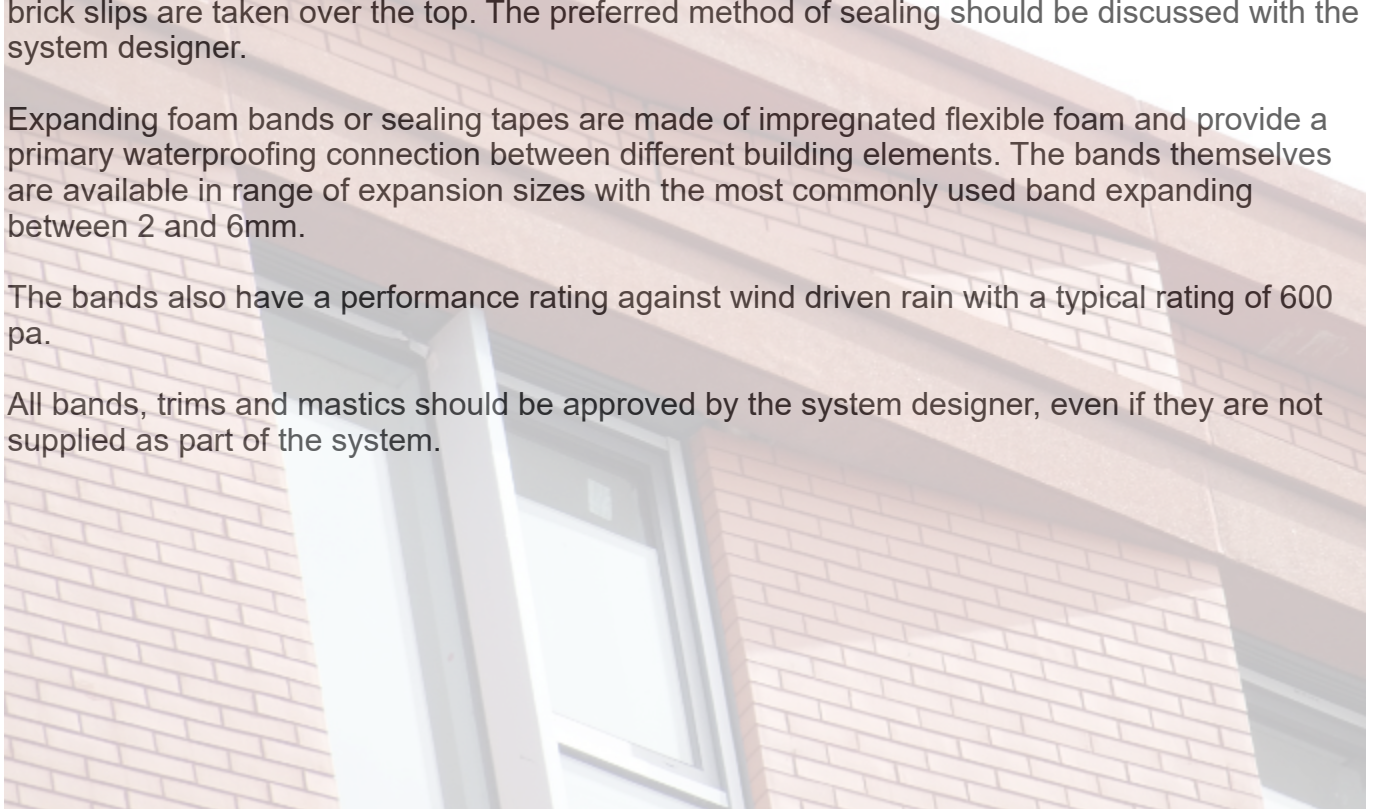 brick slips are taken over the top. The preferred method of sealing should be discussed with the
system designer.
Expanding foam bands or sealing tapes are made of impregnated flexible foam and provide a
primary waterproofing connection between different building elements. The bands themselves
are available in range of expansion sizes with the most commonly used band expanding
between 2 and 6mm.
The bands also have a performance rating against wind driven rain with a typical rating of 600
pa.
All bands, trims and mastics should be approved by the system designer, even if they are not
supplied as part of the system.